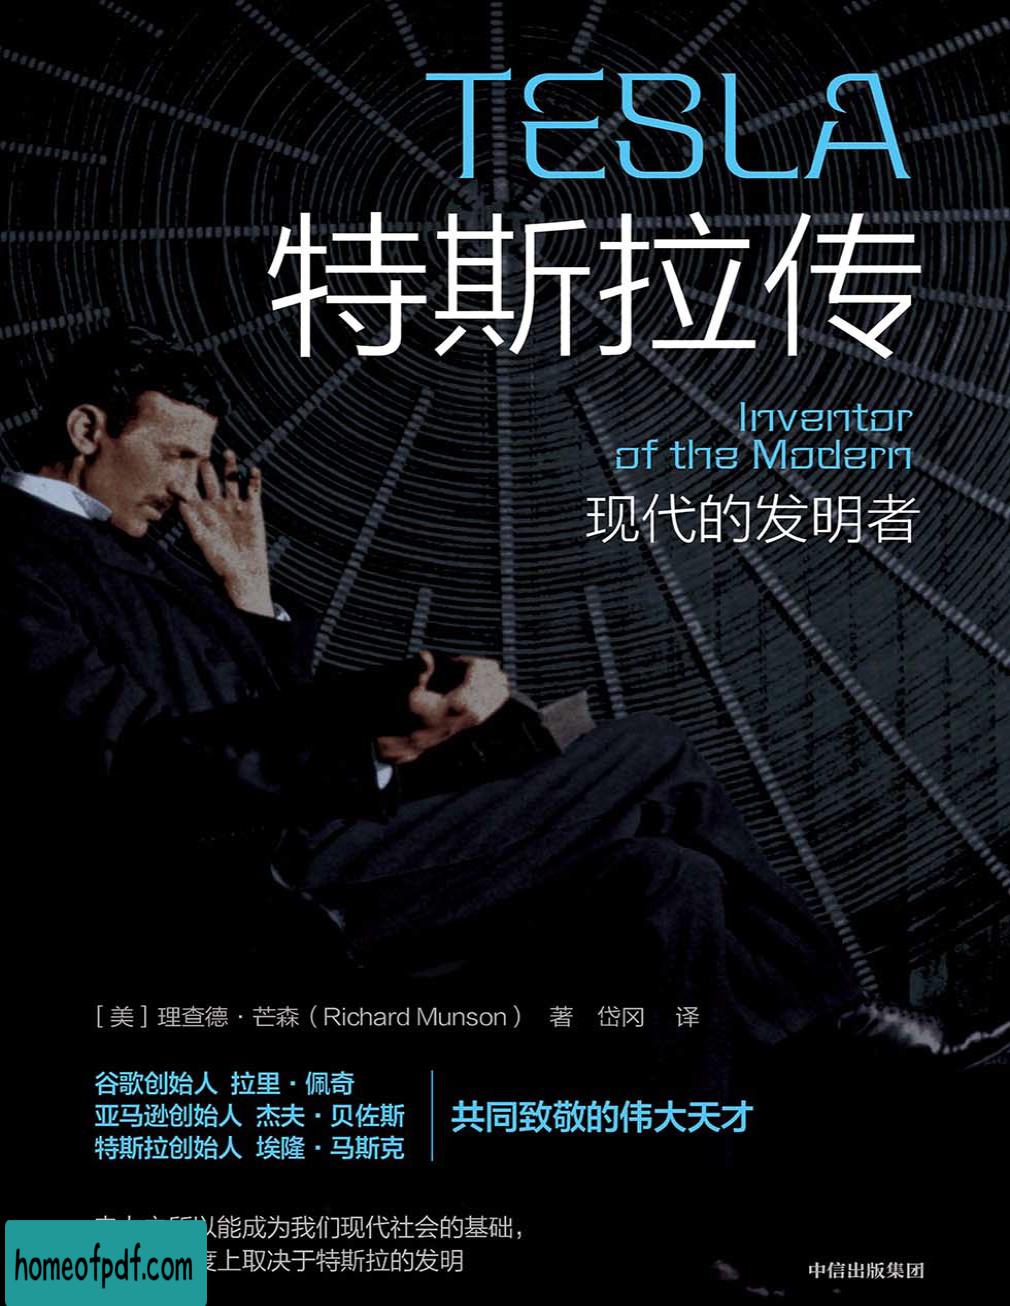 TESLA
特斯拉传
Inventor
of the Modern
现代的发明者
［美］理查德·芒森（Richard Munson） 著 岱冈 译
谷歌创始人 拉里·佩奇
亚马逊创始人 杰夫·贝佐斯
特斯拉创始人 埃隆·马斯克
共同致敬的伟大天才
以能成为我们现代社会的基础，
度上取决于特斯拉的发明
homeofpdf.com
中信出版集团